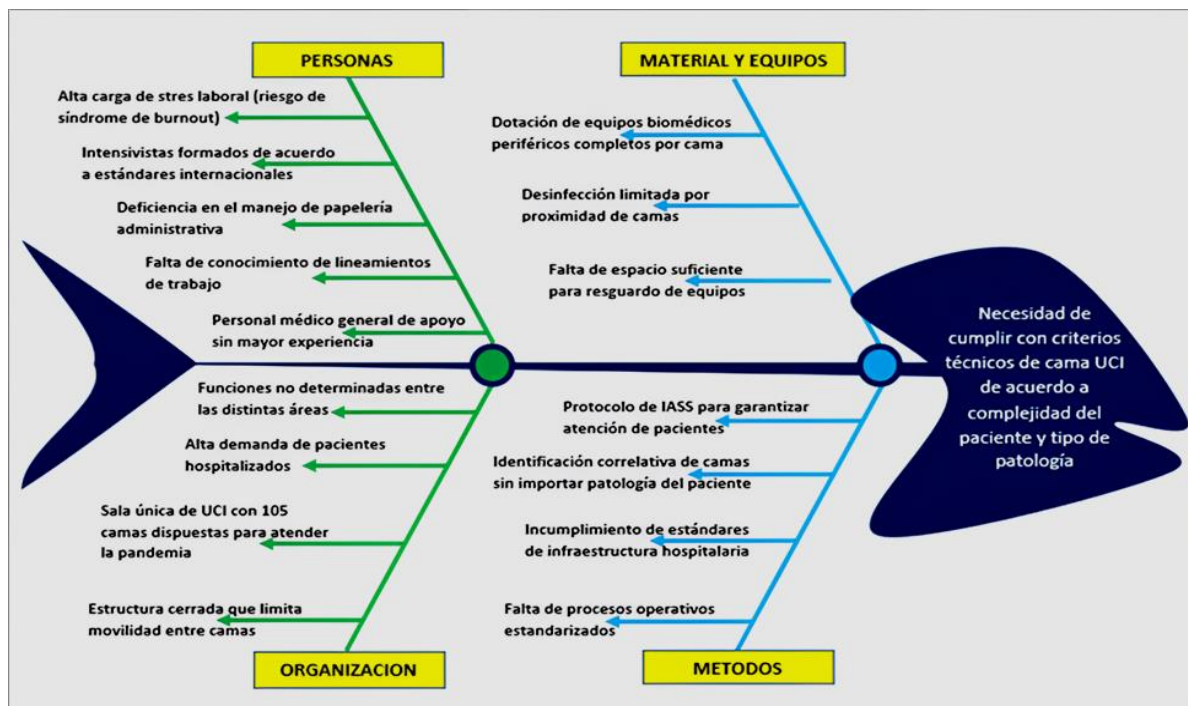 PERSONAS
Alta carga de stres laboral (riesgo de
síndrome de burnout)
Intensivistas formados de acuerdo
a estándares internacionales
Deficiencia en el manejo de papelería
administrativa
Falta de conocimiento de lineamientos
de trabajo
Personal médico general de apoyo
sin mayor experiencia
MATERIAL Y EQUIPOS
Dotación de equipos biomédicos
periféricos completos por cama
Desinfección limitada por
proximidad de camas
Falta de espacio suficiente
para resguardo de equipos
Necesidad de
cumplir con criterios
técnicos de cama UCI
de acuerdo a
complejidad del
paciente y tipo de
patología
Funciones no determinadas entre
las distintas áreas
Alta demanda de pacientes
hospitalizados
Sala única de UCI con 105
camas dispuestas para atender
la pandemia
Estructura cerrada que limita
movilidad entre camas
ORGANIZACION
Protocolo de IASS para garantizar
atención de pacientes
Identificación correlativa de camas
sin importar patología del paciente
Incumplimiento de estándares
de infraestructura hospitalaria
Falta de procesos operativos
estandarizados
METODOS